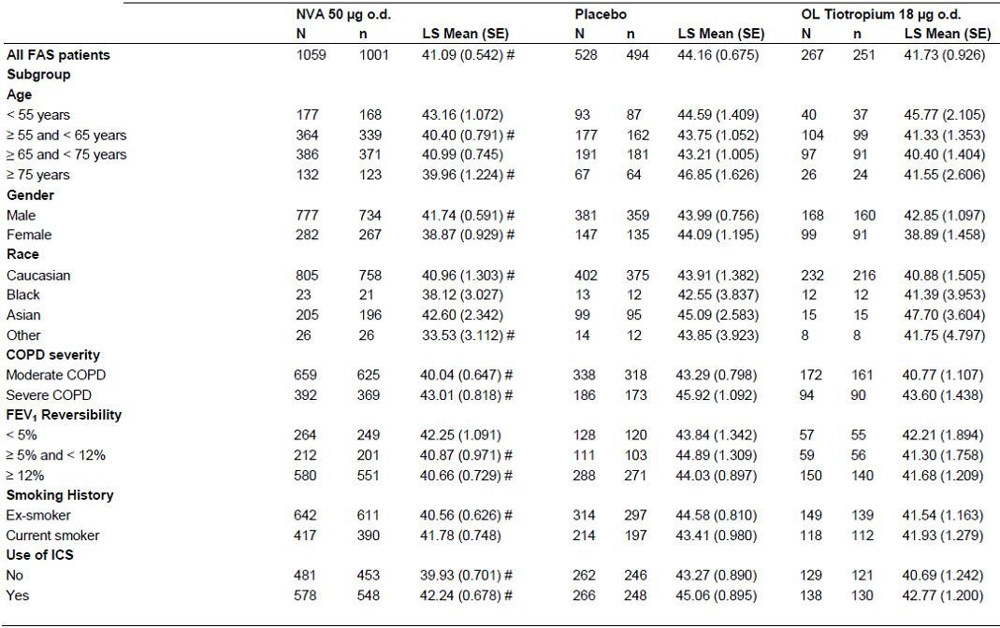 NVA 50 µg o.d. Placebo OL Tiotropium 18 µg o.d.
N n LS Mean (SE) N n LS Mean (SE) N n LS Mean (SE)
All FAS patients 1059 1001 41.09 (0.542) # 528 494 44.16 (0.675) 267 251 41.73 (0.926)
Subgroup
Age
< 55 years 177 168 43.16 (1.072) 93 87 44.59 (1.409) 40 37 45.77 (2.105)
≥ 55 and < 65 years 364 339 40.40 (0.791) # 177 162 43.75 (1.052) 104 99 41.33 (1.353)
≥ 65 and < 75 years 386 371 40.99 (0.745) 191 181 43.21 (1.005) 97 91 40.40 (1.404)
≥ 75 years 132 123 39.96 (1.224) # 67 64 46.85 (1.626) 26 24 41.55 (2.606)
Gender
Male 777 734 41.74 (0.591) # 381 359 43.99 (0.756) 168 160 42.85 (1.097)
Female 282 267 38.87 (0.929) # 147 135 44.09 (1.195) 99 91 38.89 (1.458)
Race
Caucasian 805 758 40.96 (1.303) # 402 375 43.91 (1.382) 232 216 40.88 (1.505)
Black 23 21 38.12 (3.027) 13 12 42.55 (3.837) 12 12 41.39 (3.953)
Asian 205 196 42.60 (2.342) 99 95 45.09 (2.583) 15 15 47.70 (3.604)
Other 26 26 33.53 (3.112) # 14 12 43.85 (3.923) 8 8 41.75 (4.797)
COPD severity
Moderate COPD 659 625 40.04 (0.647) # 338 318 43.29 (0.798) 172 161 40.77 (1.107)
Severe COPD 392 369 43.01 (0.818) # 186 173 45.92 (1.092) 94 90 43.60 (1.438)
FEV₁ Reversibility
< 5% 264 249 42.25 (1.091) 128 120 43.84 (1.342) 57 55 42.21 (1.894)
≥ 5% and < 12% 212 201 40.87 (0.971) # 111 103 44.89 (1.309) 59 56 41.30 (1.758)
≥ 12% 580 551 40.66 (0.729) # 288 271 44.03 (0.897) 150 140 41.68 (1.209)
Smoking History
Ex-smoker 642 611 40.56 (0.626) # 314 297 44.58 (0.810) 149 139 41.54 (1.163)
Current smoker 417 390 41.78 (0.748) 214 197 43.41 (0.980) 118 112 41.93 (1.279)
Use of ICS
No 481 453 39.93 (0.701) # 262 246 43.27 (0.890) 129 121 40.69 (1.242)
Yes 578 548 42.24 (0.678) # 266 248 45.06 (0.895) 138 130 42.77 (1.200)